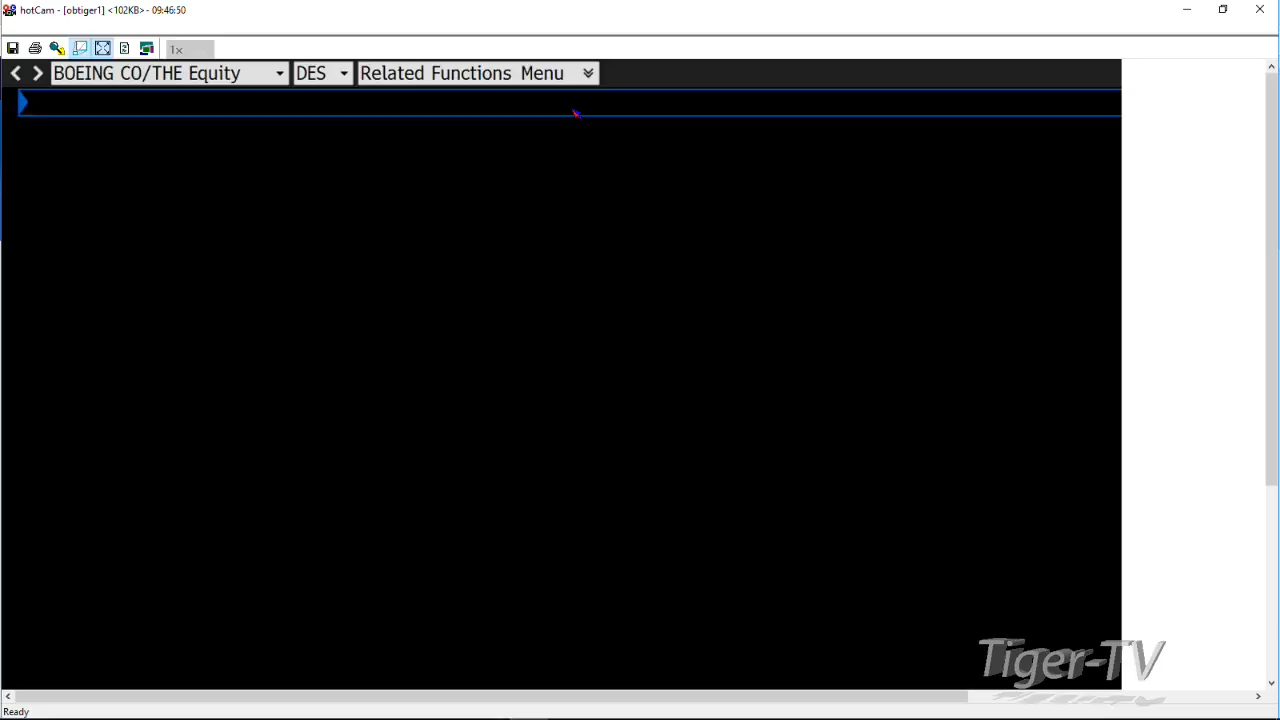 hotCam - [obtiger1] <102KB> - 09:46:50
1x
BOEING CO/THE Equity DES Related Functions Menu
Tiger-TV
Ready